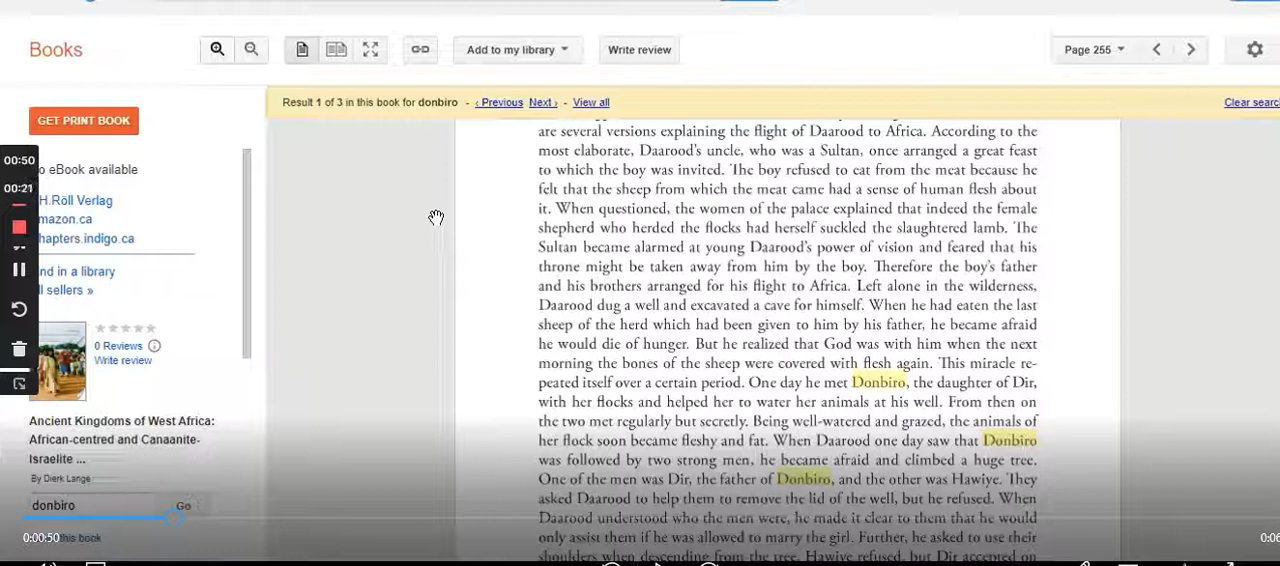 Books
Add to my library
Write review
Page 255
Result 1 of 3 in this book for donbiro - ‹ Previous Next › - View all
Clear searc
GET PRINT BOOK
00:50
o eBook available
00:21
H.Röll Verlag
mazon.ca
hapters.indigo.ca
nd in a library
ll sellers »
0 Reviews
Write review
Ancient Kingdoms of West Africa:
African-centred and Canaanite-
Israelite ...
By Dierk Lange
donbiro
Go
0:00:50
this book
are several versions explaining the flight of Daarood to Africa. According to the
most elaborate, Daarood's uncle, who was a Sultan, once arranged a great feast
to which the boy was invited. The boy refused to eat from the meat because he
felt that the sheep from which the meat came had a sense of human flesh about
it. When questioned, the women of the palace explained that indeed the female
shepherd who herded the flocks had herself suckled the slaughtered lamb. The
Sultan became alarmed at young Daarood's power of vision and feared that his
throne might be taken away from him by the boy. Therefore the boy's father
and his brothers arranged for his flight to Africa. Left alone in the wilderness,
Daarood dug a well and excavated a cave for himself. When he had eaten the last
sheep of the herd which had been given to him by his father, he became afraid
he would die of hunger. But he realized that God was with him when the next
morning the bones of the sheep were covered with flesh again. This miracle re-
peated itself over a certain period. One day he met Donbiro, the daughter of Dir,
with her flocks and helped her to water her animals at his well. From then on
the two met regularly but secretly. Being well-watered and grazed, the animals of
her flock soon became fleshy and fat. When Daarood one day saw that Donbiro
was followed by two strong men, he became afraid and climbed a huge tree.
One of the men was Dir, the father of Donbiro, and the other was Hawiye. They
asked Daarood to help them to remove the lid of the well, but he refused. When
Daarood understood who the men were, he made it clear to them that he would
only assist them if he was allowed to marry the girl. Further, he asked to use their
shoulders when descending from the tree. Hawiye refused, but Dir accepted on
0:06